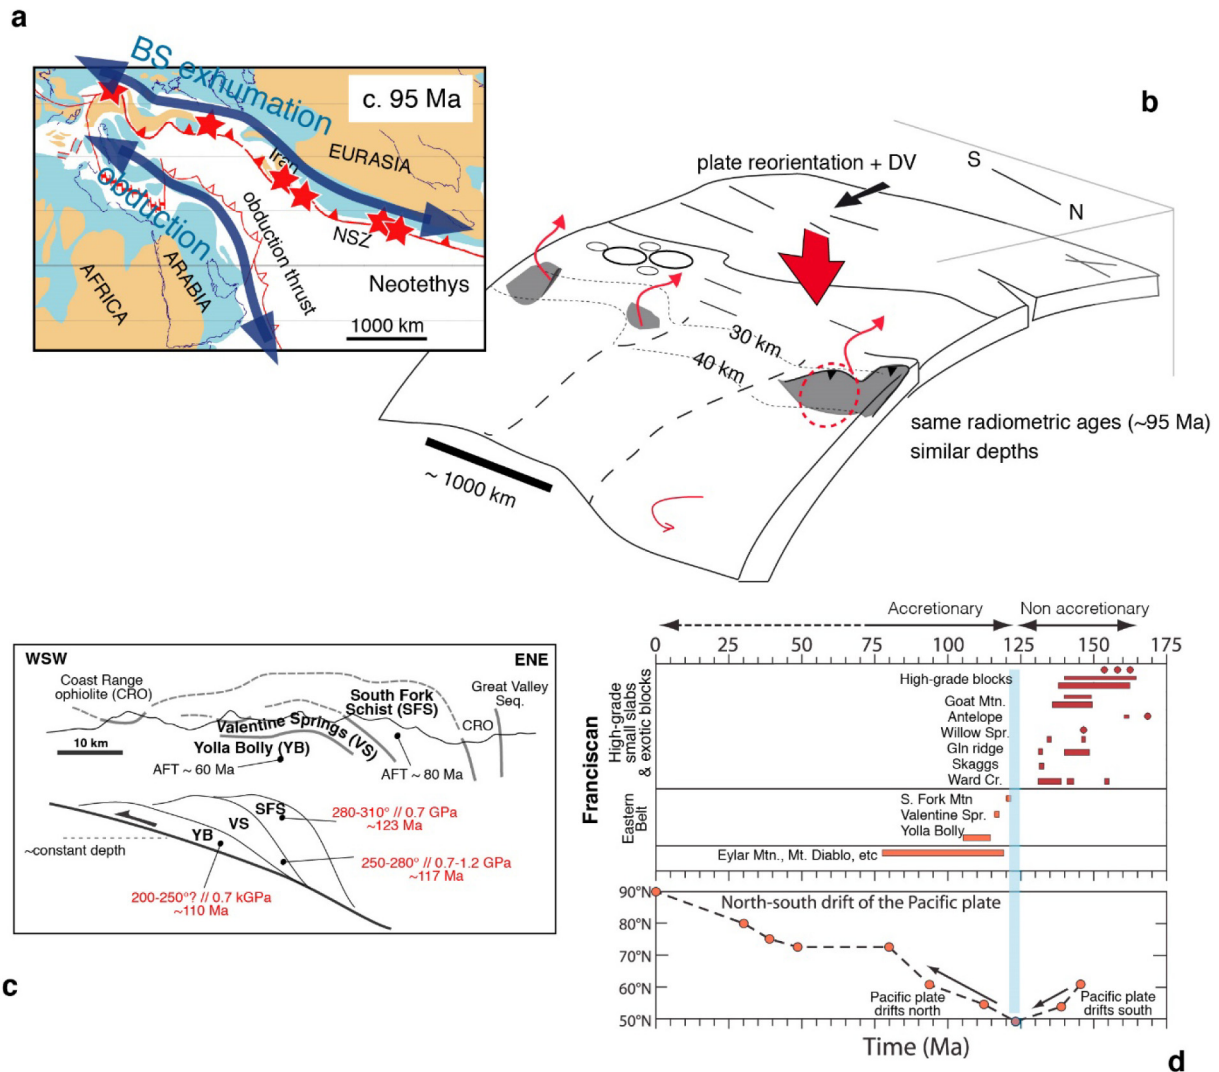 a
BS exhumation
c. 95 Ma
EURASIA
Iran
obduction
NSZ
obduction thrust
ARABIA
AFRICA
Neotethys
1000 km
b
S
N
plate reorientation + DV
30 km
40 km
same radiometric ages (~95 Ma)
similar depths
~ 1000 km
WSW
ENE
Coast Range
ophiolite (CRO)
South Fork
Schist (SFS)
Great Valley
Seq.
Valentine Springs (VS)
CRO
10 km
Yolla Bolly (YB)
AFT ~ 60 Ma
AFT ~ 80 Ma
SFS
VS
YB
280-310° // 0.7 GPa
~123 Ma
~constant depth
250-280° // 0.7-1.2 GPa
~117 Ma
200-250°? // 0.7 kGPa
~110 Ma
c
Accretionary
Non accretionary
0 25 50 75 100 125 150 175
Franciscan
High-grade
small slabs
& exotic blocks
High-grade blocks
Goat Mtn.
Antelope
Willow Spr.
Gln ridge
Skaggs
Ward Cr.
Eastern
Belt
S. Fork Mtn
Valentine Spr.
Yolla Bolly
Eylar Mtn., Mt. Diablo, etc
90°N
North-south drift of the Pacific plate
80°N
70°N
60°N
50°N
Pacific plate
drifts north
Pacific plate
drifts south
0 25 50 75 100 125 150 175
Time (Ma)
d